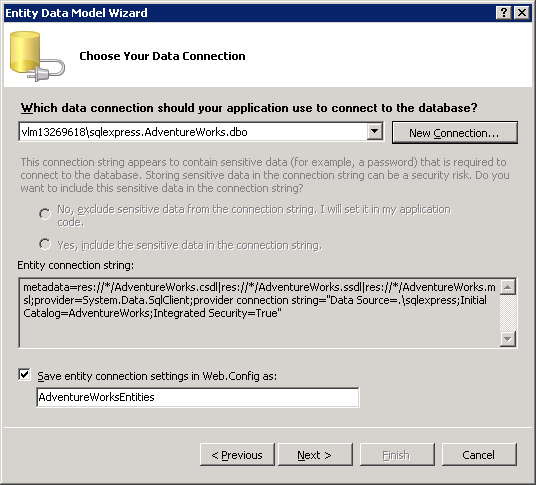 Entity Data Model Wizard
Choose Your Data Connection
Which data connection should your application use to connect to the database?
vlm13269618\sqlexpress.AdventureWorks.dbo
New Connection...
This connection string appears to contain sensitive data (for example, a password) that is required to
connect to the database. Storing sensitive data in the connection string can be a security risk. Do you
want to include this sensitive data in the connection string?
No, exclude sensitive data from the connection string. I will set it in my application
code.
Yes, include the sensitive data in the connection string.
Entity connection string:
metadata=res://*/AdventureWorks.csdl|res://*/AdventureWorks.ssdl|res://*/AdventureWorks.m
sl;provider=System.Data.SqlClient;provider connection string="Data Source=.\sqlexpress;Initial
Catalog=AdventureWorks;Integrated Security=True"
Save entity connection settings in Web.Config as:
AdventureWorksEntities
< Previous
Next >
Finish
Cancel